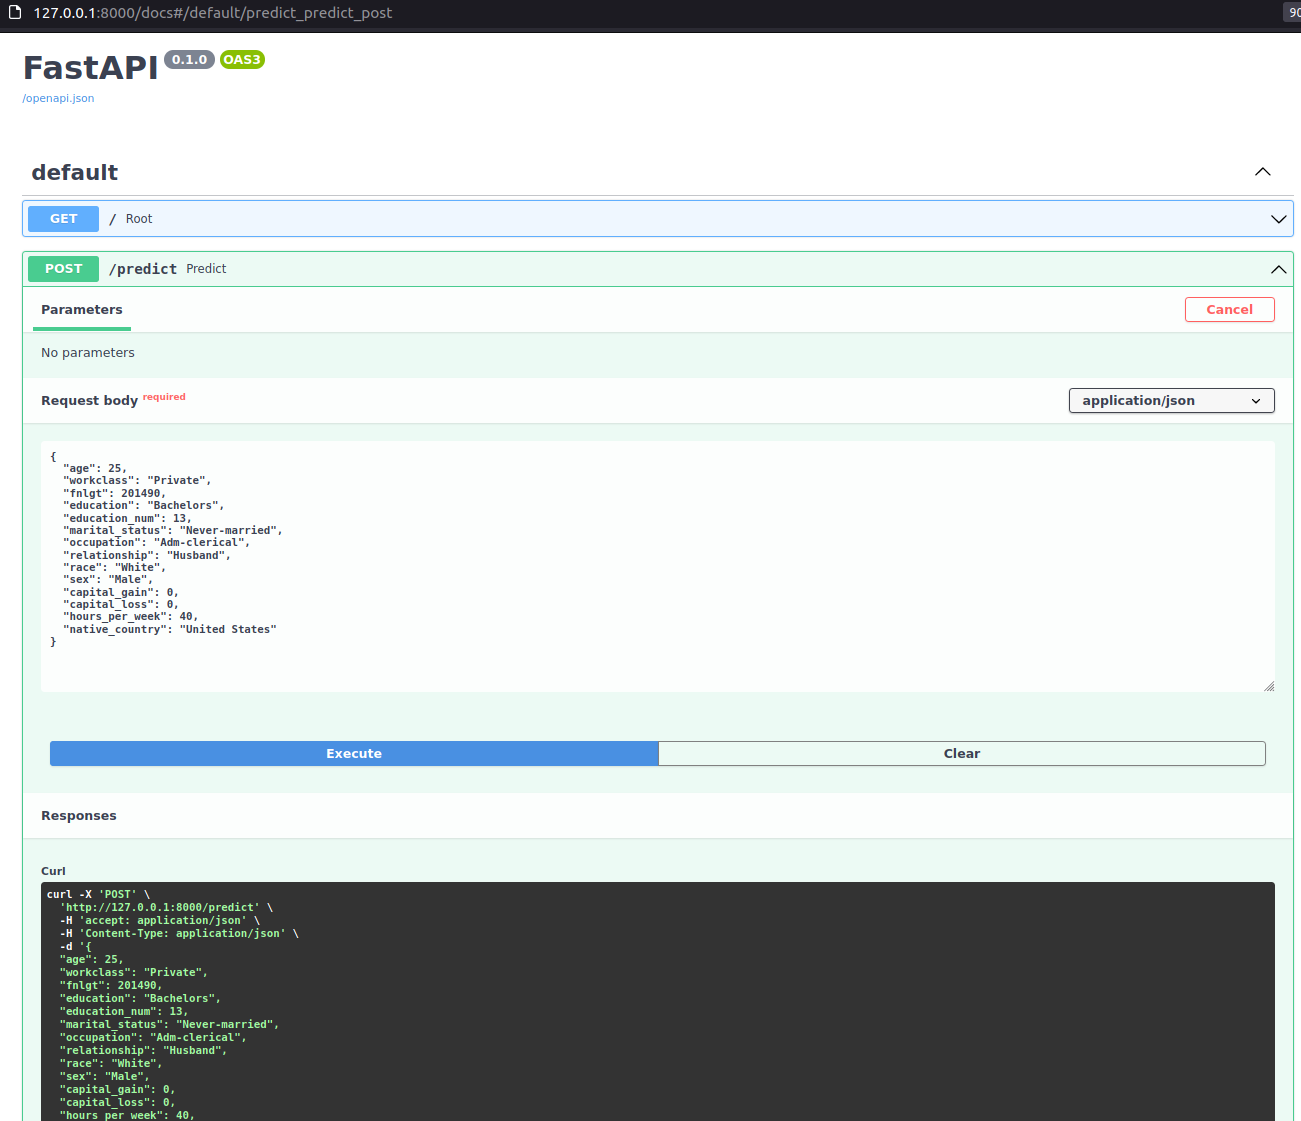 127.0.0.1:8000/docs#/default/predict_predict_post
90
FastAPI 0.1.0 OAS3
/openapi.json
default
GET / Root
POST /predict Predict
Parameters
Cancel
No parameters
Request body required
application/json
{
"age": 25,
"workclass": "Private",
"fnlgt": 201490,
"education": "Bachelors",
"education_num": 13,
"marital_status": "Never-married",
"occupation": "Adm-clerical",
"relationship": "Husband",
"race": "White",
"sex": "Male",
"capital_gain": 0,
"capital_loss": 0,
"hours_per_week": 40,
"native_country": "United States"
}
Execute
Clear
Responses
Curl
curl -X 'POST' \
'http://127.0.0.1:8000/predict' \
-H 'accept: application/json' \
-H 'Content-Type: application/json' \
-d '{
"age": 25,
"workclass": "Private",
"fnlgt": 201490,
"education": "Bachelors",
"education_num": 13,
"marital_status": "Never-married",
"occupation": "Adm-clerical",
"relationship": "Husband",
"race": "White",
"sex": "Male",
"capital_gain": 0,
"capital_loss": 0,
"hours_per_week": 40,